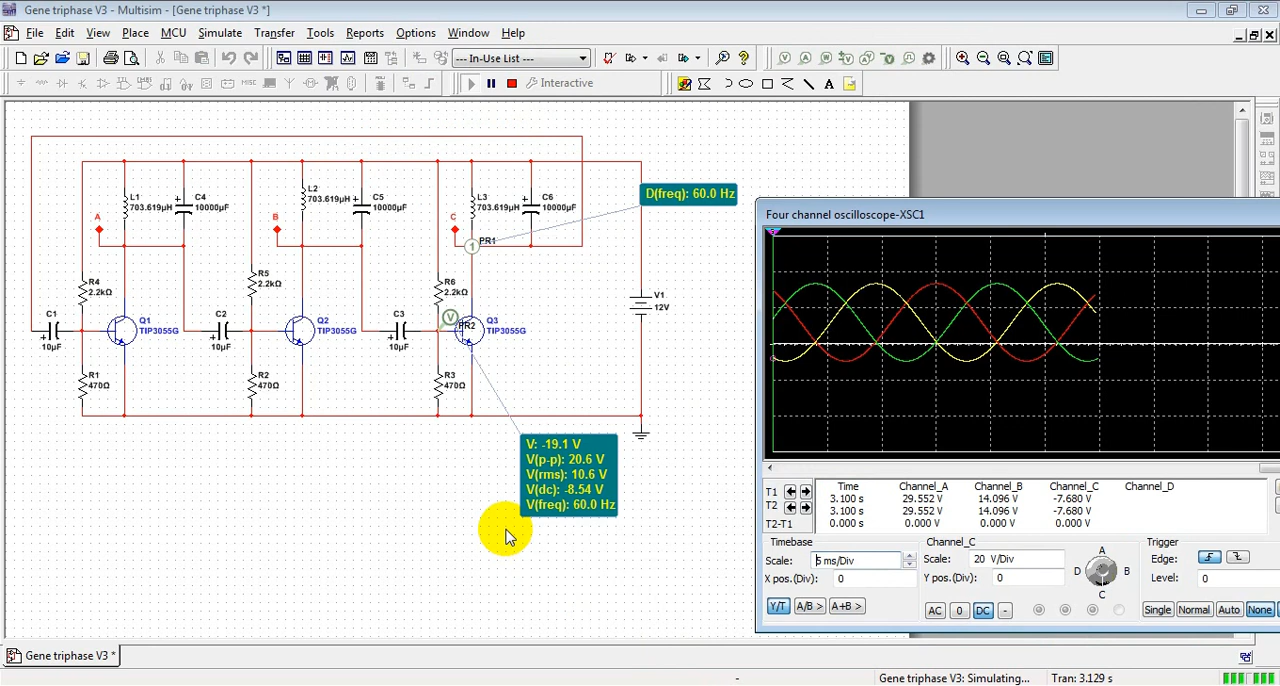 Gene triphase V3 - Multisim - [Gene triphase V3 *]
File Edit View Place MCU Simulate Transfer Tools Reports Options Window Help
--- In-Use List ---
Interactive
D(freq): 60.0 Hz
L1
703.619µH
C4
10000µF
L2
703.619µH
C5
10000µF
L3
703.619µH
C6
10000µF
A
B
C
1
PR1
R4
2.2kΩ
R5
2.2kΩ
R6
2.2kΩ
V1
12V
C1
10µF
Q1
TIP3055G
C2
10µF
Q2
TIP3055G
C3
10µF
V
PR2
Q3
TIP3055G
R1
470Ω
R2
470Ω
R3
470Ω
V: -19.1 V
V(p-p): 20.6 V
V(rms): 10.6 V
V(dc): -8.54 V
V(freq): 60.0 Hz
Four channel oscilloscope-XSC1
Time Channel_A Channel_B Channel_C Channel_D
T1 3.100 s 29.552 V 14.096 V -7.680 V
T2 3.100 s 29.552 V 14.096 V -7.680 V
T2-T1 0.000 s 0.000 V 0.000 V 0.000 V
Timebase
Scale: 5 ms/Div
X pos.(Div): 0
Y/T A/B > A+B >
Channel_C
Scale: 20 V/Div
Y pos.(Div): 0
AC 0 DC -
A
D
B
C
Trigger
Edge:
Level: 0
Single Normal Auto None
Gene triphase V3 *
- Gene triphase V3: Simulating... Tran: 3.129 s